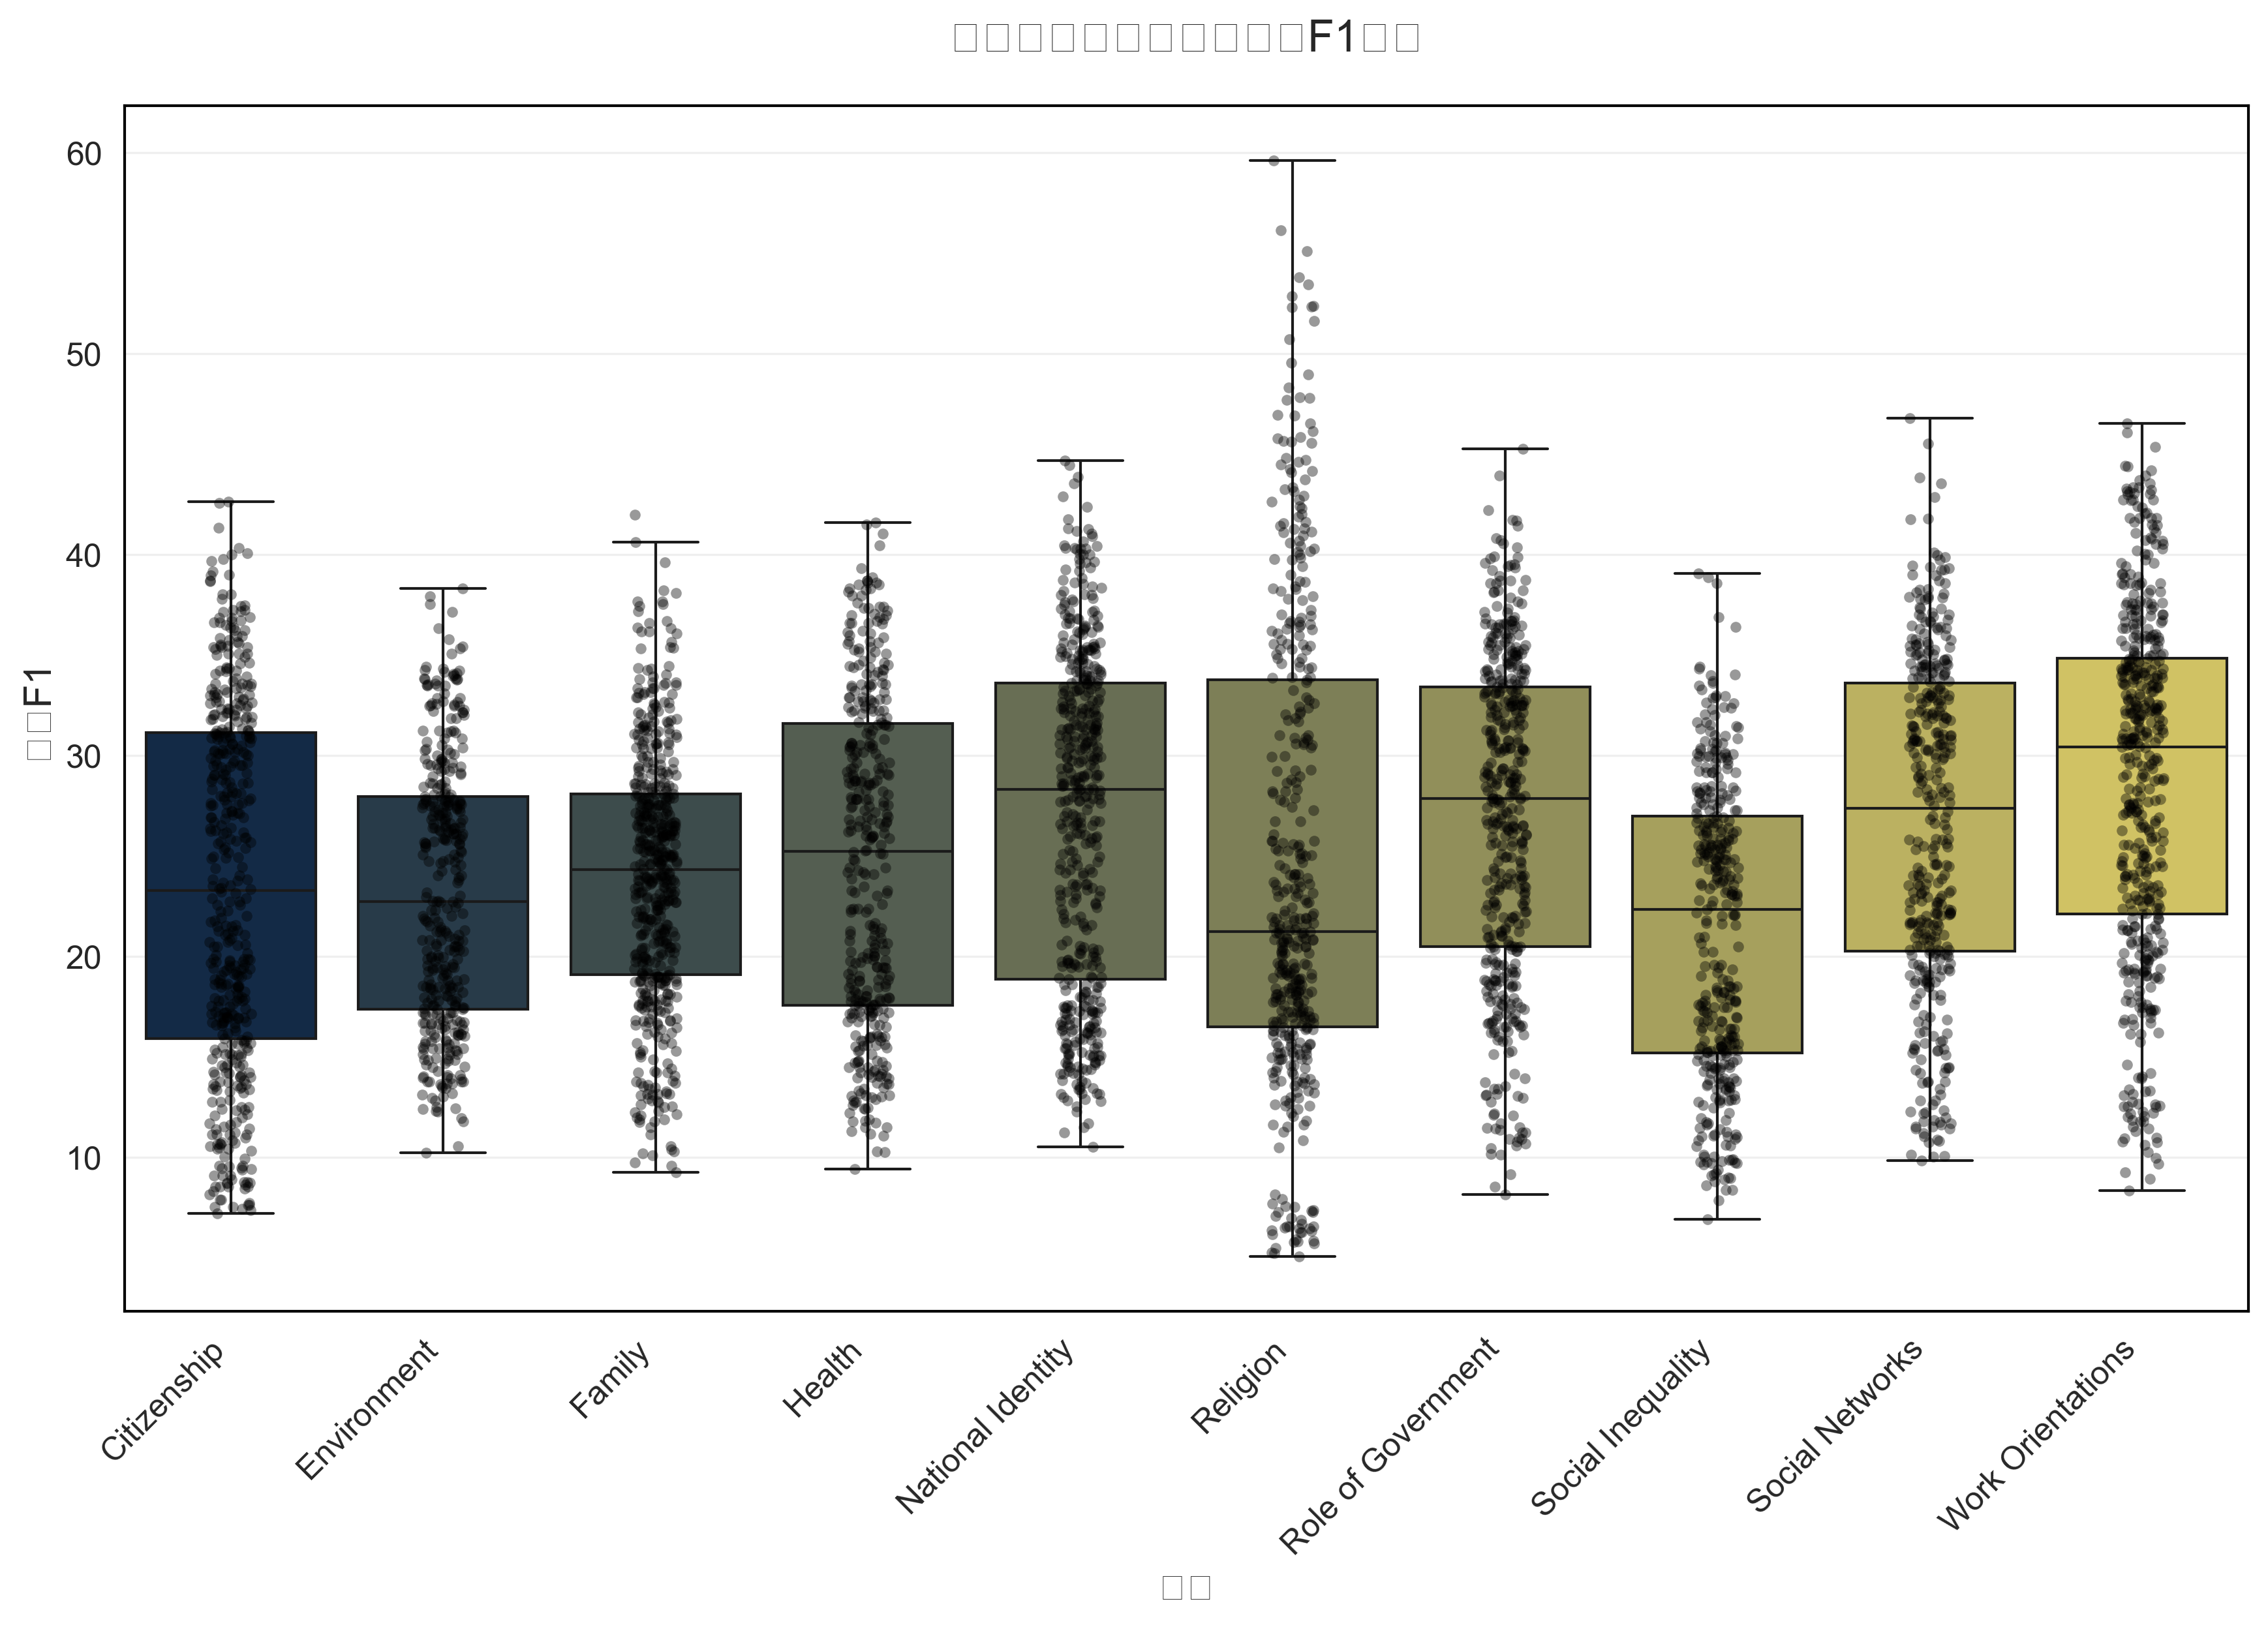 F1
60
50
40
30
20
10
F1
Citizenship
Environment
Family
Health
National Identity
Religion
Role of Government
Social Inequality
Social Networks
Work Orientations